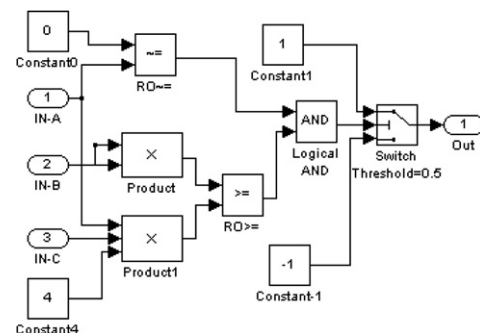 0
Constant0
~=
RO~=
1
Constant1
1
IN-A
AND
Logical
AND
Switch
Threshold=0.5
1
Out
2
IN-B
×
Product
>=
RO>=
3
IN-C
×
Product1
-1
Constant-1
4
Constant4